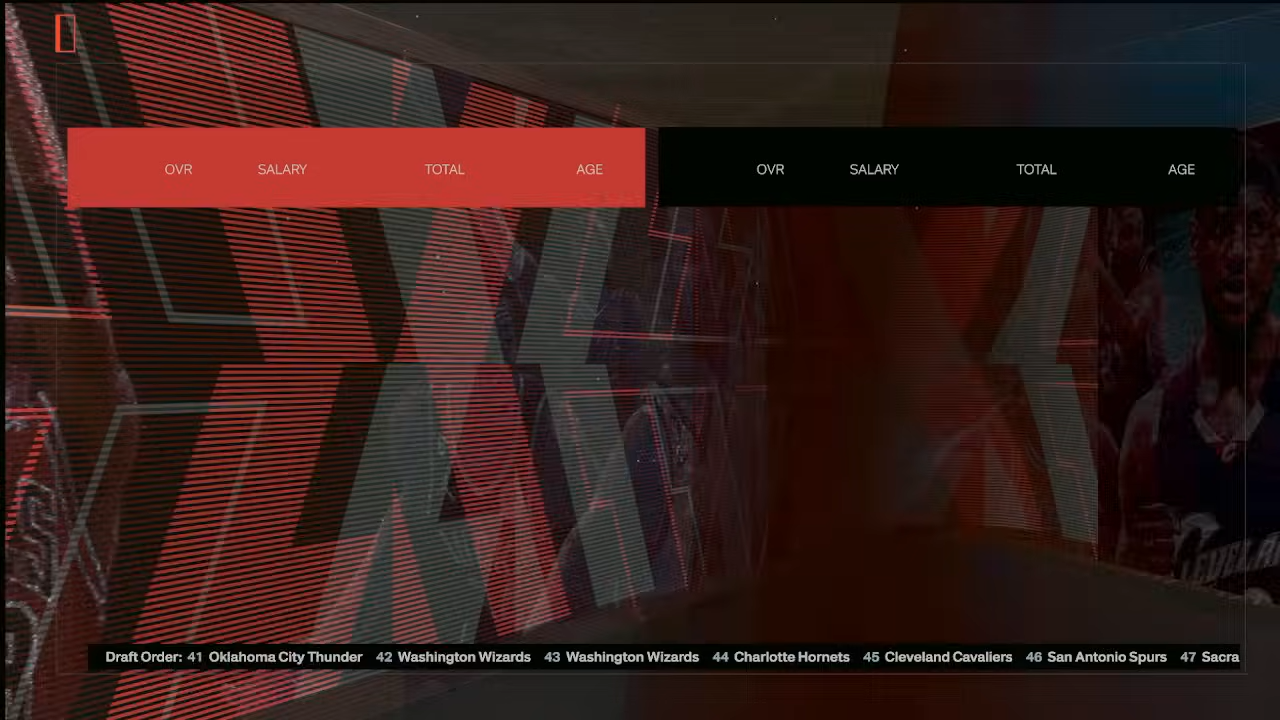 OVR SALARY TOTAL AGE OVR SALARY TOTAL AGE
Draft Order: 41 Oklahoma City Thunder 42 Washington Wizards 43 Washington Wizards 44 Charlotte Hornets 45 Cleveland Cavaliers 46 San Antonio Spurs 47 Sacra